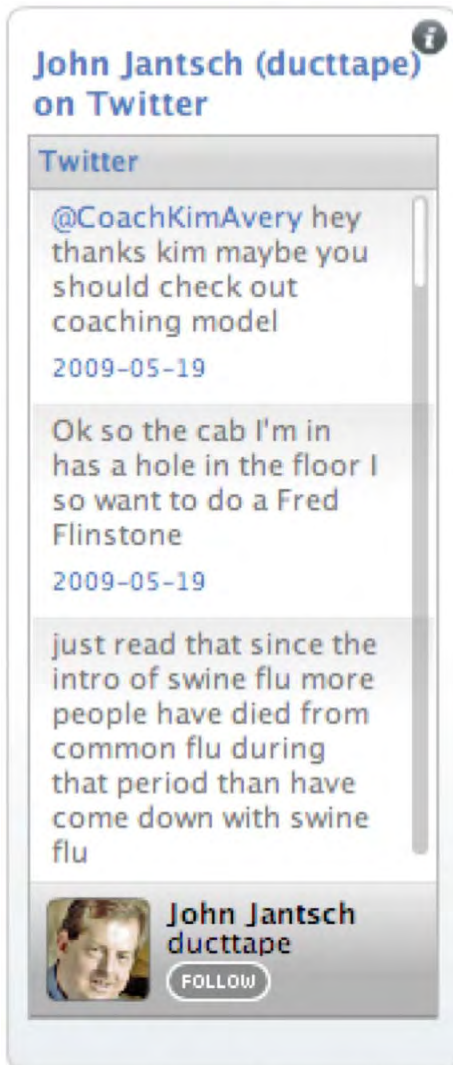 John Jantsch (ducttape)
on Twitter
Twitter
@CoachKimAvery hey
thanks kim maybe you
should check out
coaching model
2009-05-19
Ok so the cab I'm in
has a hole in the floor I
so want to do a Fred
Flinstone
2009-05-19
just read that since the
intro of swine flu more
people have died from
common flu during
that period than have
come down with swine
flu
John Jantsch
ducttape
FOLLOW